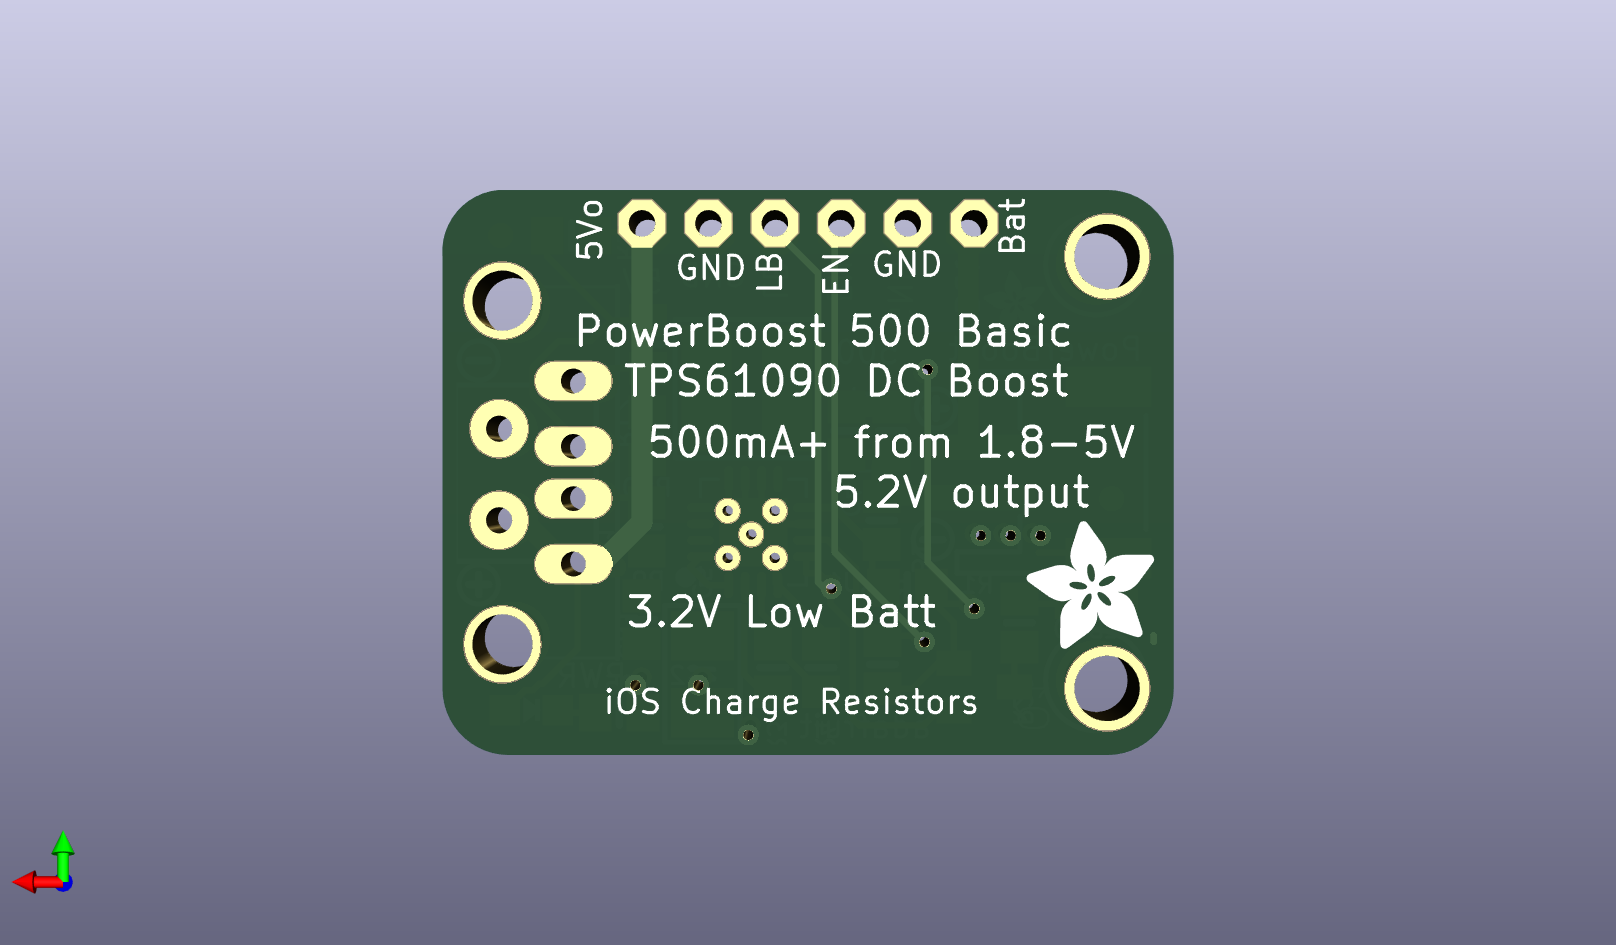 5Vo
GND
LB
EN
GND
Bat
PowerBoost 500 Basic
TPS61090 DC Boost
500mA+ from 1.8-5V
5.2V output
3.2V Low Batt
iOS Charge Resistors